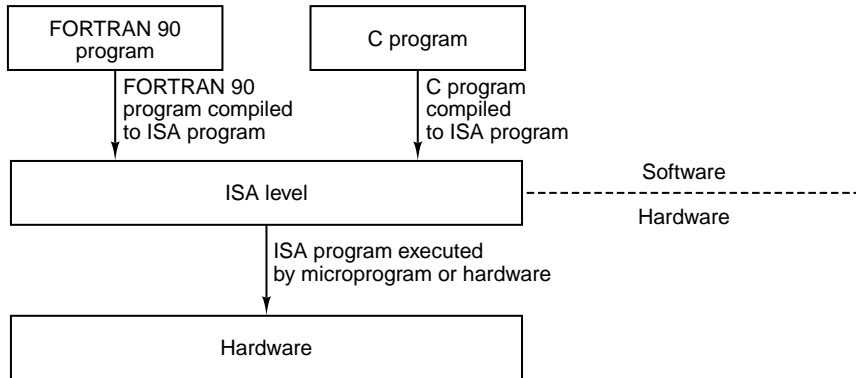 FORTRAN 90
program
C program
FORTRAN 90
program compiled
to ISA program
C program
compiled
to ISA program
ISA level
Software
Hardware
ISA program executed
by microprogram or hardware
Hardware